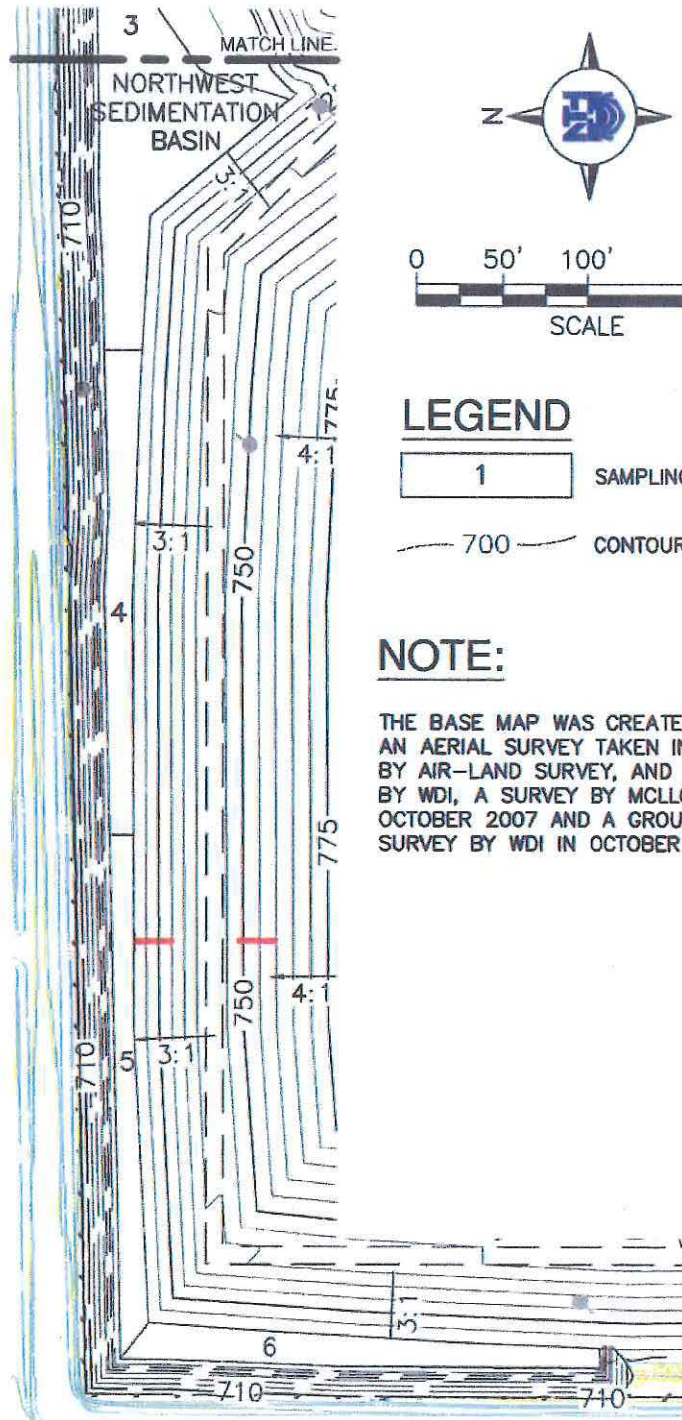 3
MATCH LINE
NORTHWEST
SEDIMENTATION
BASIN
N
3:1
710
0 50' 100'
SCALE
775
4:1
LEGEND
1 SAMPLING
700 CONTOUR
3:1
750
4
NOTE:
THE BASE MAP WAS CREATE
AN AERIAL SURVEY TAKEN IN
BY AIR-LAND SURVEY, AND
BY WDI, A SURVEY BY MCLLO
OCTOBER 2007 AND A GROU
SURVEY BY WDI IN OCTOBER
775
750
4:1
710
5
3:1
3:1
6
710
710